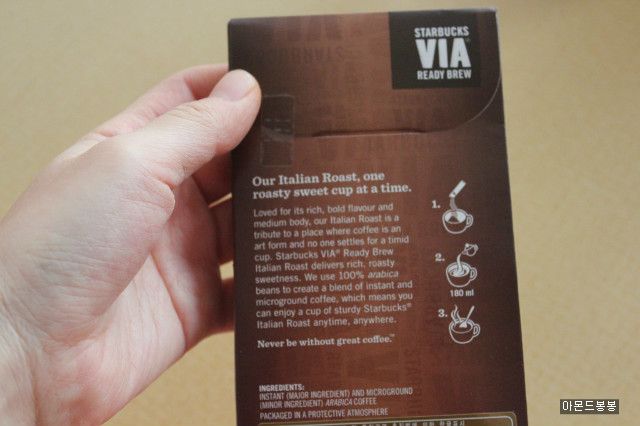 STARBUCKS
VIA™
READY BREW
Our Italian Roast, one
roasty sweet cup at a time.
Loved for its rich, bold flavour and
medium body, our Italian Roast is a
tribute to a place where coffee is an
art form and no one settles for a timid
cup. Starbucks VIA® Ready Brew
Italian Roast delivers rich, roasty
sweetness. We use 100% arabica
beans to create a blend of instant and
microground coffee, which means you
can enjoy a cup of sturdy Starbucks®
Italian Roast anytime, anywhere.
Never be without great coffee.™
1.
2.
180 ml
3.
INGREDIENTS:
INSTANT (MAJOR INGREDIENT) AND MICROGROUND
(MINOR INGREDIENT) ARABICA COFFEE
PACKAGED IN A PROTECTIVE ATMOSPHERE
아몬드봉봉